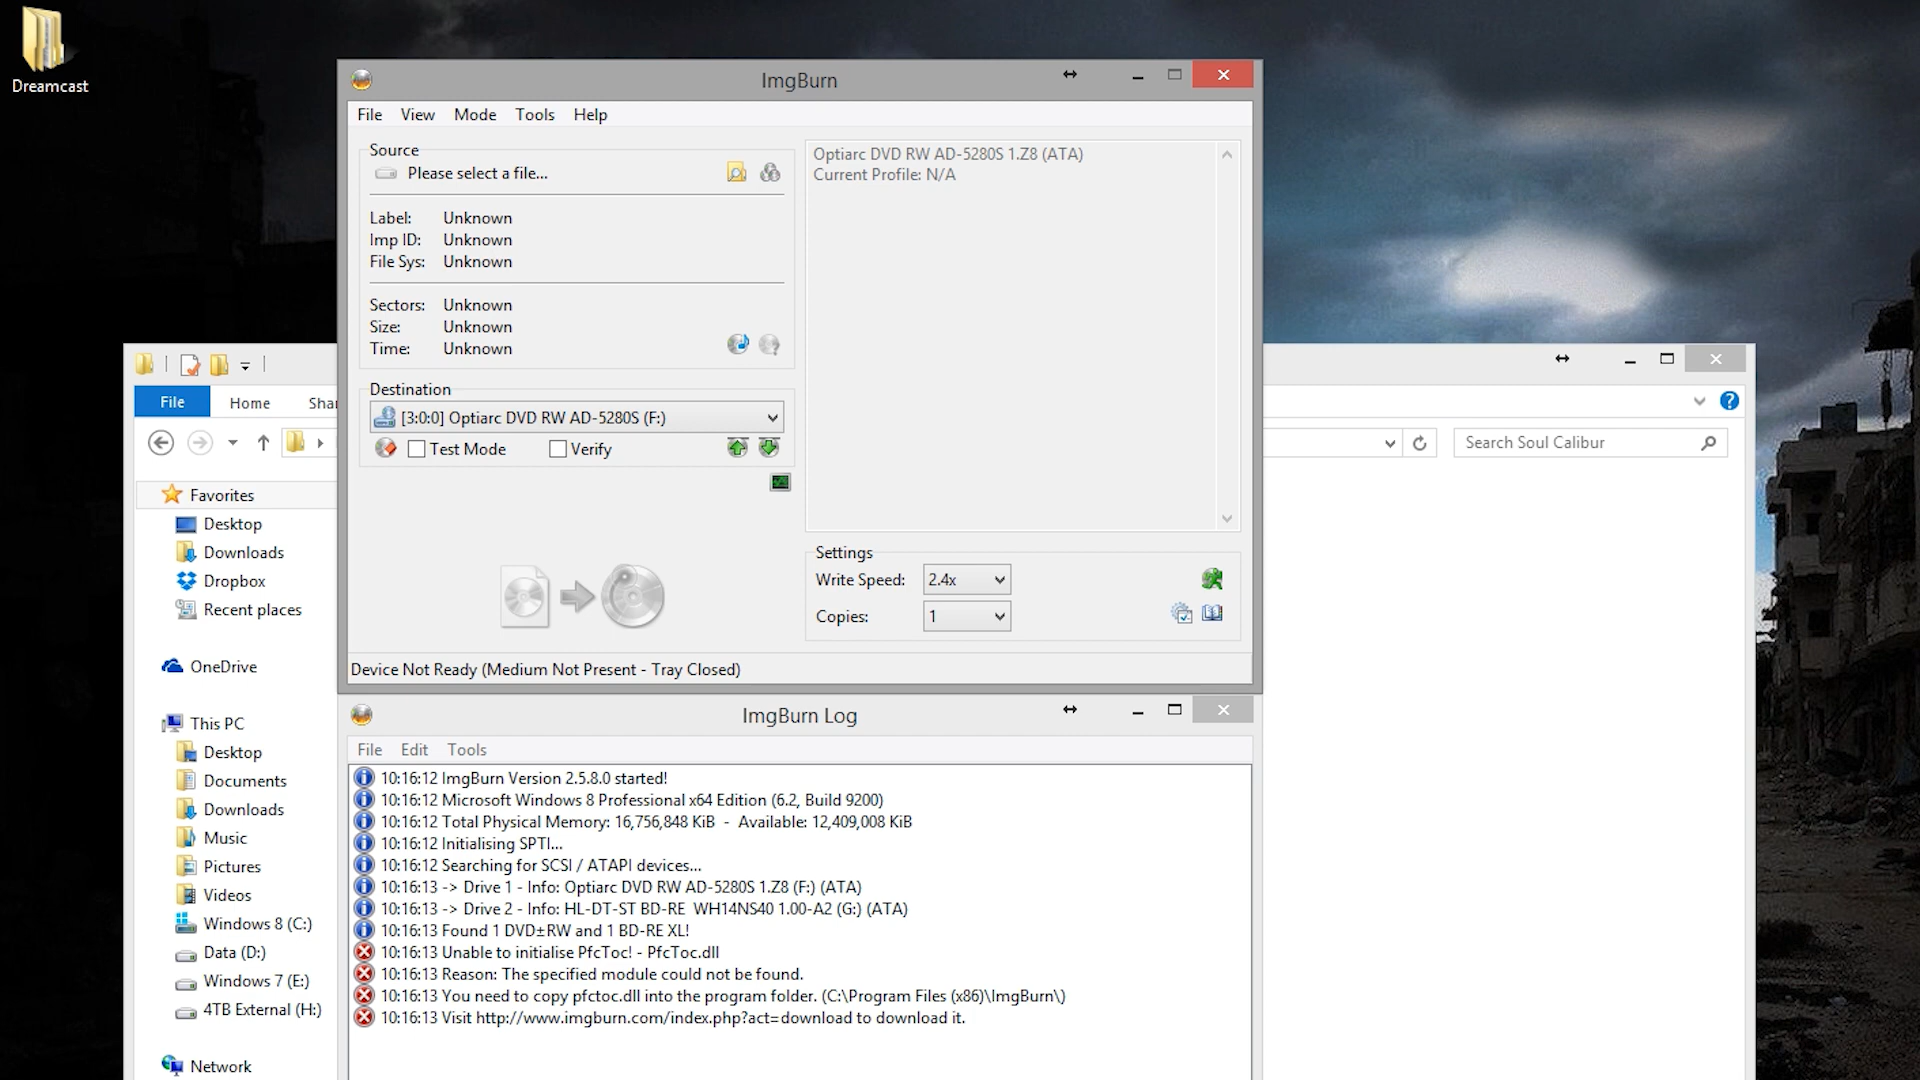 Dreamcast
ImgBurn
File View Mode Tools Help
Source
Please select a file...
Label: Unknown
Imp ID: Unknown
File Sys: Unknown
Sectors: Unknown
Size: Unknown
Time: Unknown
Destination
[3:0:0] Optiarc DVD RW AD-5280S (F:)
Test Mode Verify
Optiarc DVD RW AD-5280S 1.Z8 (ATA)
Current Profile: N/A
Settings
Write Speed: 2.4x
Copies: 1
Device Not Ready (Medium Not Present - Tray Closed)
ImgBurn Log
File Edit Tools
10:16:12 ImgBurn Version 2.5.8.0 started!
10:16:12 Microsoft Windows 8 Professional x64 Edition (6.2, Build 9200)
10:16:12 Total Physical Memory: 16,756,848 KiB - Available: 12,409,008 KiB
10:16:12 Initialising SPTI...
10:16:12 Searching for SCSI / ATAPI devices...
10:16:13 -> Drive 1 - Info: Optiarc DVD RW AD-5280S 1.Z8 (F:) (ATA)
10:16:13 -> Drive 2 - Info: HL-DT-ST BD-RE WH14NS40 1.00-A2 (G:) (ATA)
10:16:13 Found 1 DVD±RW and 1 BD-RE XL!
10:16:13 Unable to initialise PfcToc! - PfcToc.dll
10:16:13 Reason: The specified module could not be found.
10:16:13 You need to copy pfctoc.dll into the program folder. (C:\Program Files (x86)\ImgBurn\)
10:16:13 Visit http://www.imgburn.com/index.php?act=download to download it.
File Home Shar
Search Soul Calibur
Favorites
Desktop
Downloads
Dropbox
Recent places
OneDrive
This PC
Desktop
Documents
Downloads
Music
Pictures
Videos
Windows 8 (C:)
Data (D:)
Windows 7 (E:)
4TB External (H:)
Network